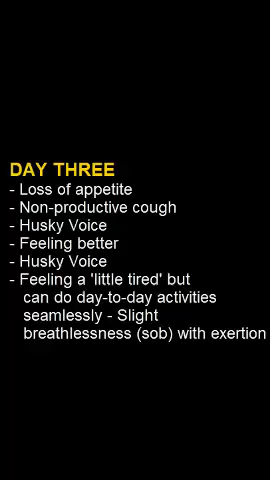 DAY THREE
- Loss of appetite
- Non-productive cough
- Husky Voice
- Feeling better
- Husky Voice
- Feeling a 'little tired' but
can do day-to-day activities
seamlessly - Slight
breathlessness (sob) with exertion